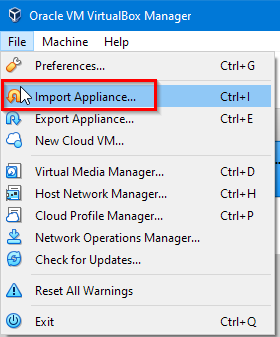 Oracle VM VirtualBox Manager
File Machine Help
Preferences... Ctrl+G
Import Appliance... Ctrl+I
Export Appliance... Ctrl+E
New Cloud VM...
Virtual Media Manager... Ctrl+D
Host Network Manager... Ctrl+H
Cloud Profile Manager... Ctrl+P
Network Operations Manager...
Check for Updates...
Reset All Warnings
Exit Ctrl+Q